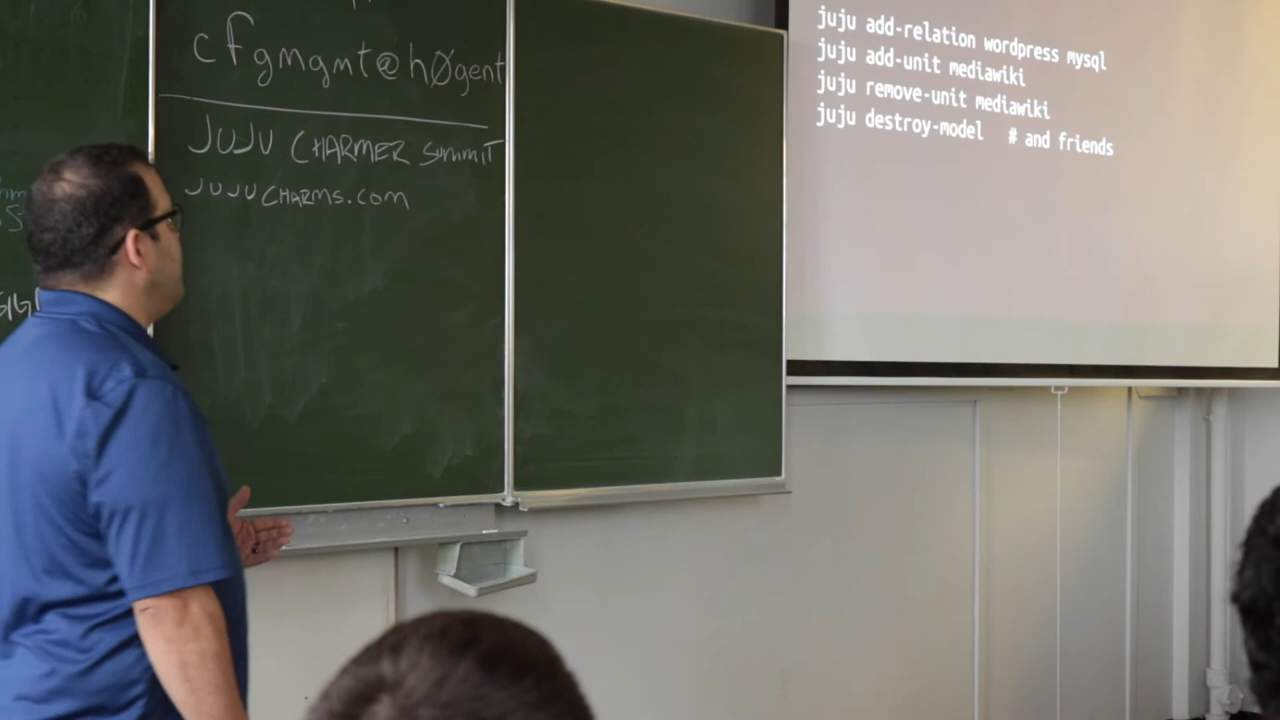 cfgmgmt@hØgent
JUJU CHARMER SUMMIT
JUJUCHARMS.COM
juju add-relation wordpress mysql
juju add-unit mediawiki
juju remove-unit mediawiki
juju destroy-model # and friends